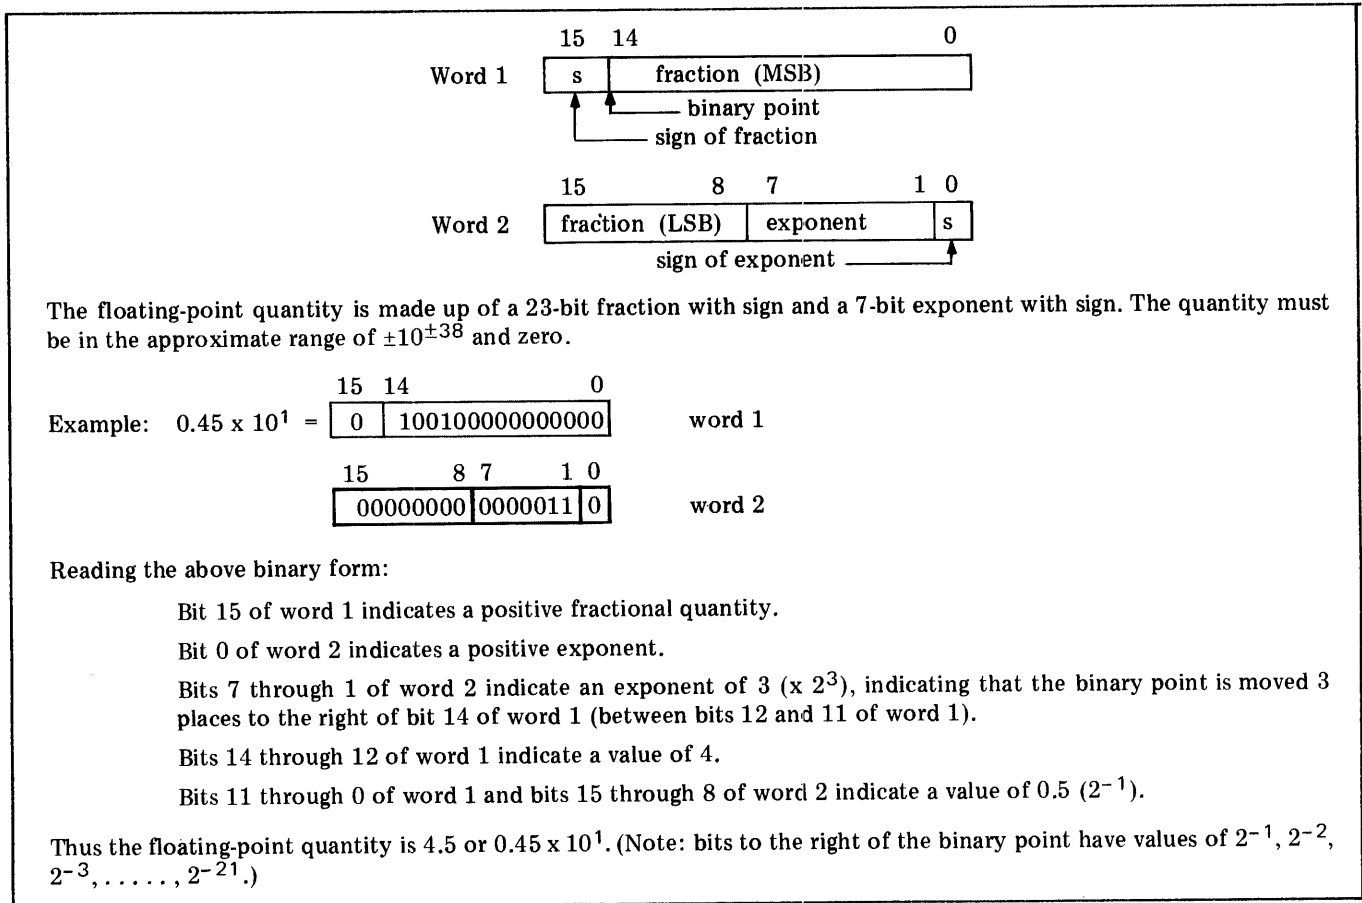 15 14 0
Word 1 s fraction (MSB)
binary point
sign of fraction
15 8 7 1 0
Word 2 fraction (LSB) exponent s
sign of exponent
The floating-point quantity is made up of a 23-bit fraction with sign and a 7-bit exponent with sign. The quantity must
be in the approximate range of ±10±38 and zero.
15 14 0
Example: 0.45 x 10¹ = 0 100100000000000 word 1
15 8 7 1 0
00000000 0000011 0 word 2
Reading the above binary form:
Bit 15 of word 1 indicates a positive fractional quantity.
Bit 0 of word 2 indicates a positive exponent.
Bits 7 through 1 of word 2 indicate an exponent of 3 (x 2³), indicating that the binary point is moved 3
places to the right of bit 14 of word 1 (between bits 12 and 11 of word 1).
Bits 14 through 12 of word 1 indicate a value of 4.
Bits 11 through 0 of word 1 and bits 15 through 8 of word 2 indicate a value of 0.5 (2⁻¹).
Thus the floating-point quantity is 4.5 or 0.45 x 10¹. (Note: bits to the right of the binary point have values of 2⁻¹, 2⁻²,
2⁻³, . . . . . , 2⁻²¹.)